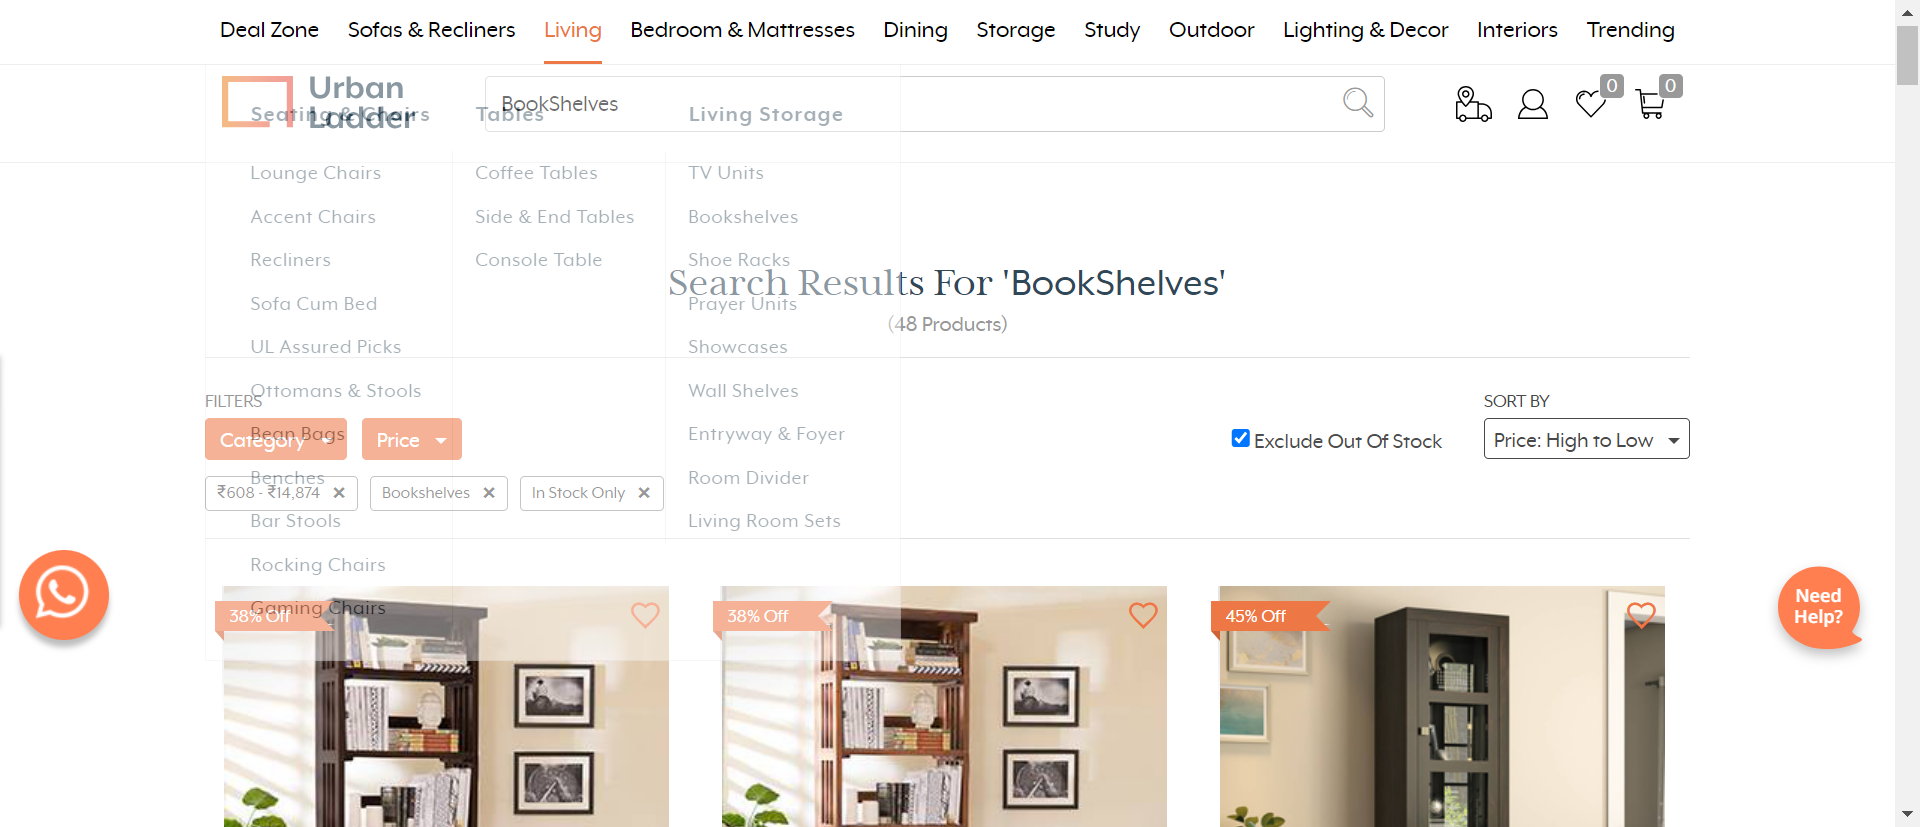 Deal Zone Sofas & Recliners Living Bedroom & Mattresses Dining Storage Study Outdoor Lighting & Decor Interiors Trending
Urban
Ladder
BookShelves
0
0
Seating & Chairs Tables Living Storage
Lounge Chairs Coffee Tables TV Units
Accent Chairs Side & End Tables Bookshelves
Recliners Console Table Shoe Racks
Search Results For 'BookShelves'
Sofa Cum Bed Prayer Units
(48 Products)
UL Assured Picks Showcases
Ottomans & Stools Wall Shelves
FILTERS
SORT BY
Bean Bags Entryway & Foyer
Category Price
Exclude Out Of Stock Price: High to Low
Benches Room Divider
₹608 - ₹14,874 Bookshelves In Stock Only
Bar Stools Living Room Sets
Rocking Chairs
Gaming Chairs
38% Off 38% Off 45% Off
Need
Help?